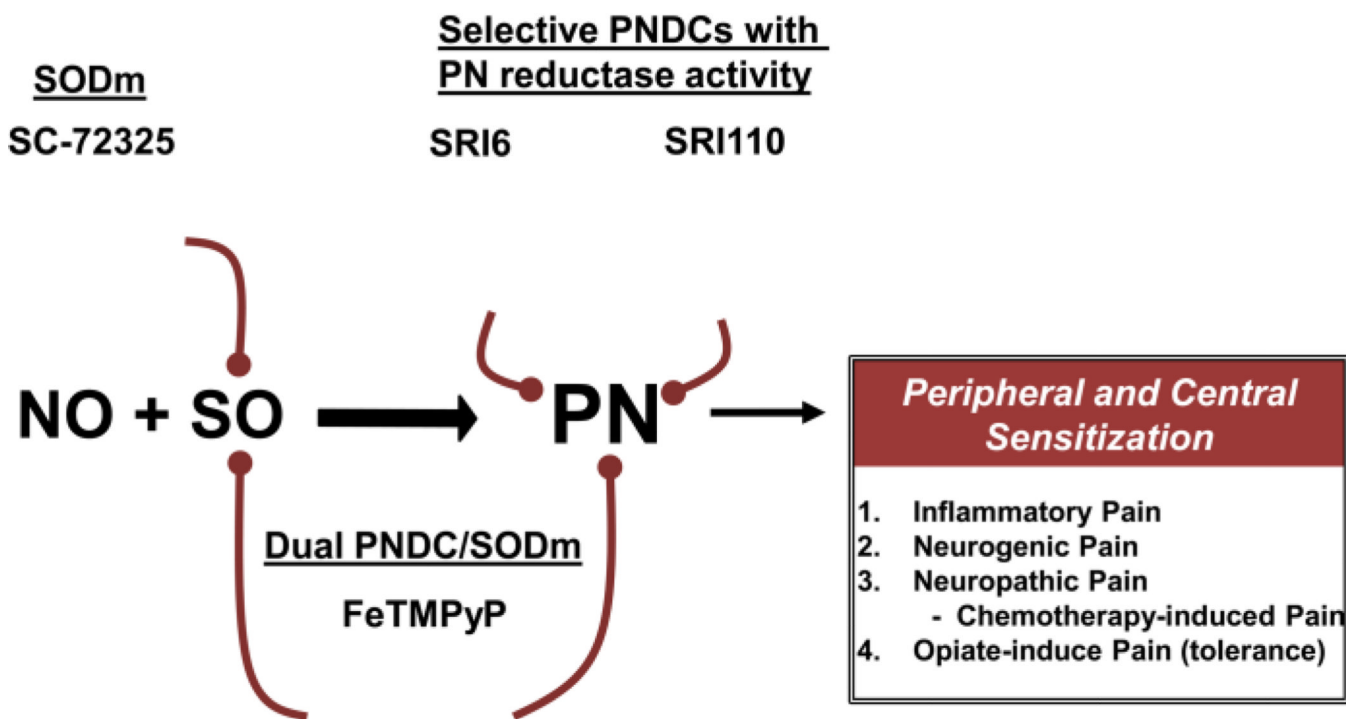 SODm
SC-72325
Selective PNDCs with
PN reductase activity
SRI6 SRI110
NO + SO
PN
Dual PNDC/SODm
FeTMPyP
Peripheral and Central
Sensitization
1. Inflammatory Pain
2. Neurogenic Pain
3. Neuropathic Pain
- Chemotherapy-induced Pain
4. Opiate-induce Pain (tolerance)